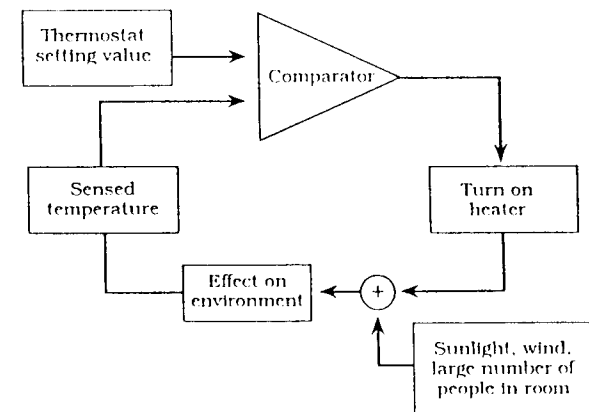 Thermostat
setting value
Comparator
Sensed
temperature
Turn on
heater
Effect on
environment
+
Sunlight, wind,
large number of
people in room